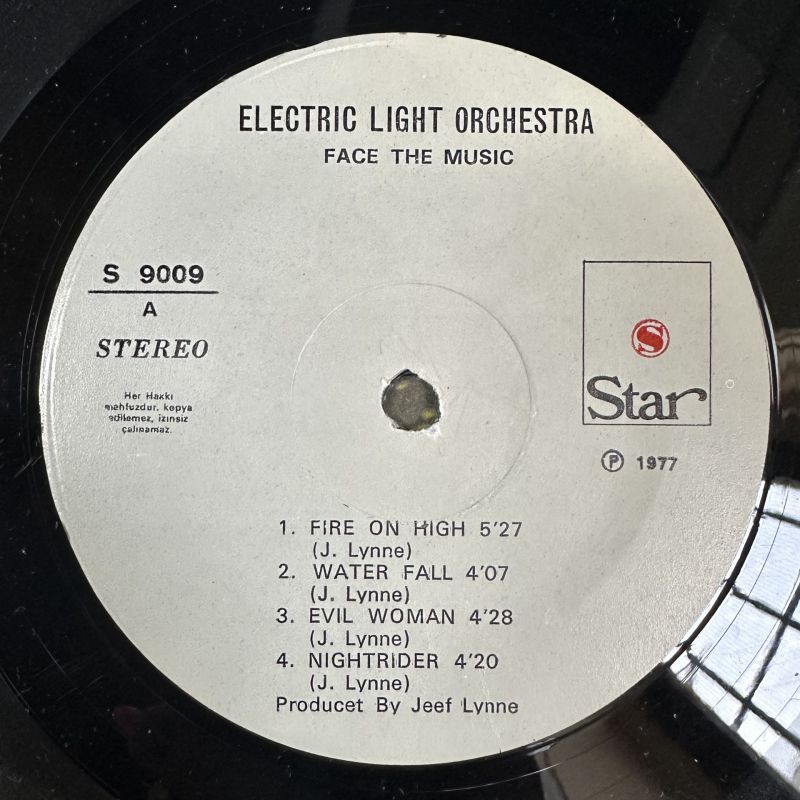 ELECTRIC LIGHT ORCHESTRA
FACE THE MUSIC
S 9009
A
STEREO
Her Hakkı
mahfuzdur, kopya
edilemez, izinsiz
çalınamaz.
S
Star
Ⓟ 1977
1. FIRE ON HIGH 5'27
(J. Lynne)
2. WATER FALL 4'07
(J. Lynne)
3. EVIL WOMAN 4'28
(J. Lynne)
4. NIGHTRIDER 4'20
(J. Lynne)
Producet By Jeef Lynne